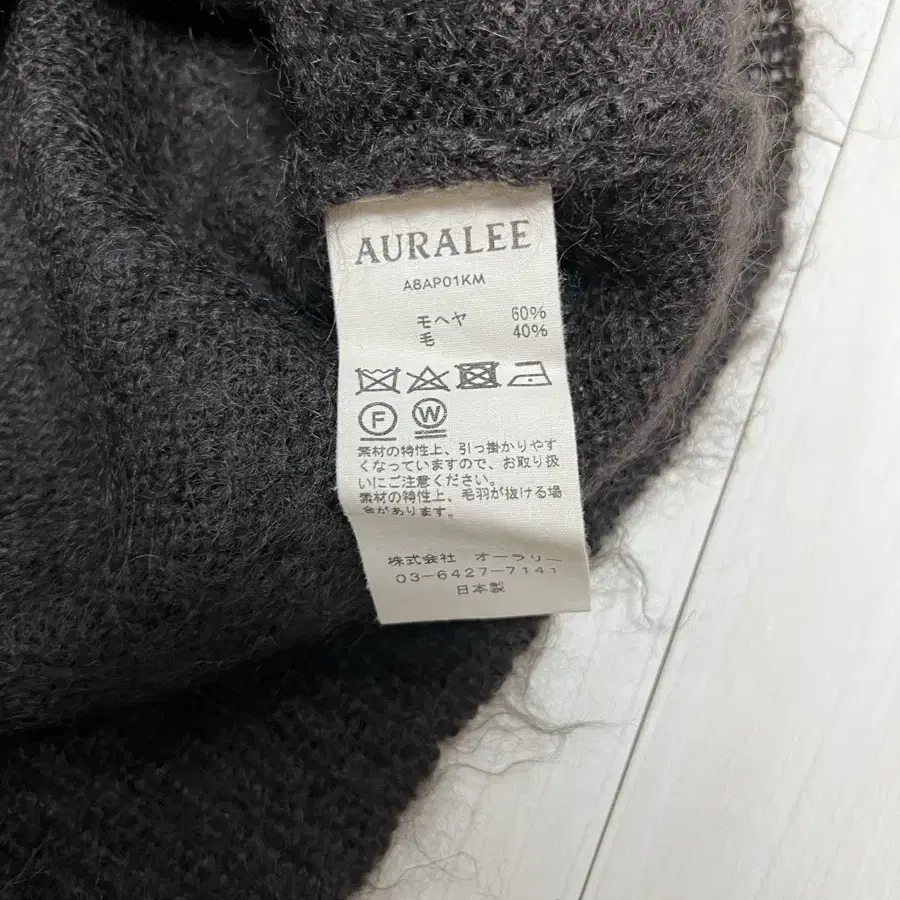 AURALEE
A8AP01KM
モヘヤ 60%
毛 40%
F W
素材の特性上、引っ掛かりやす
くなっていますので、お取り扱
いにご注意ください。
素材の特性上、毛羽が抜ける場
合があります。
株式会社 オーラリー
03-6427-7141
日本製